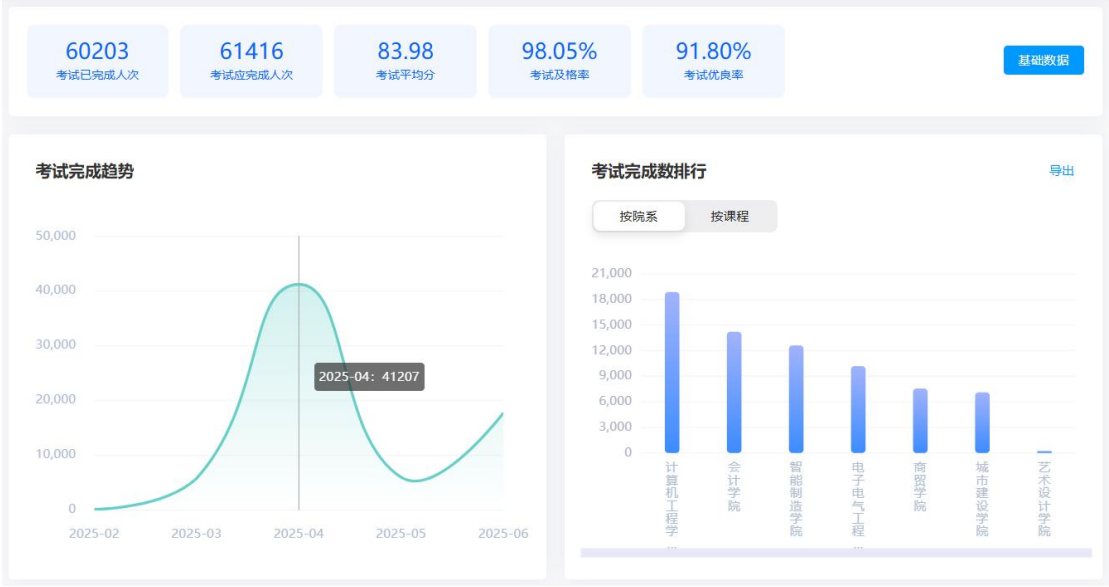 60203
考试已完成人次
61416
考试应完成人次
83.98
考试平均分
98.05%
考试及格率
91.80%
考试优良率
基础数据
考试完成趋势
50,000
40,000
30,000
20,000
10,000
0
2025-04：41207
2025-02
2025-03
2025-04
2025-05
2025-06
考试完成数排行
导出
按院系
按课程
21,000
18,000
15,000
12,000
9,000
6,000
3,000
0
计算机工程学
会计学院
智能制造学院
电子电气工程
商贸学院
城市建设学院
艺术设计学院